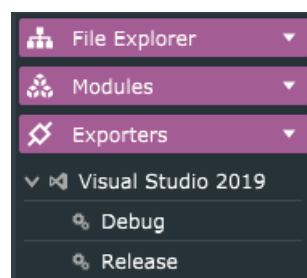 File Explorer
Modules
Exporters
Visual Studio 2019
Debug
Release